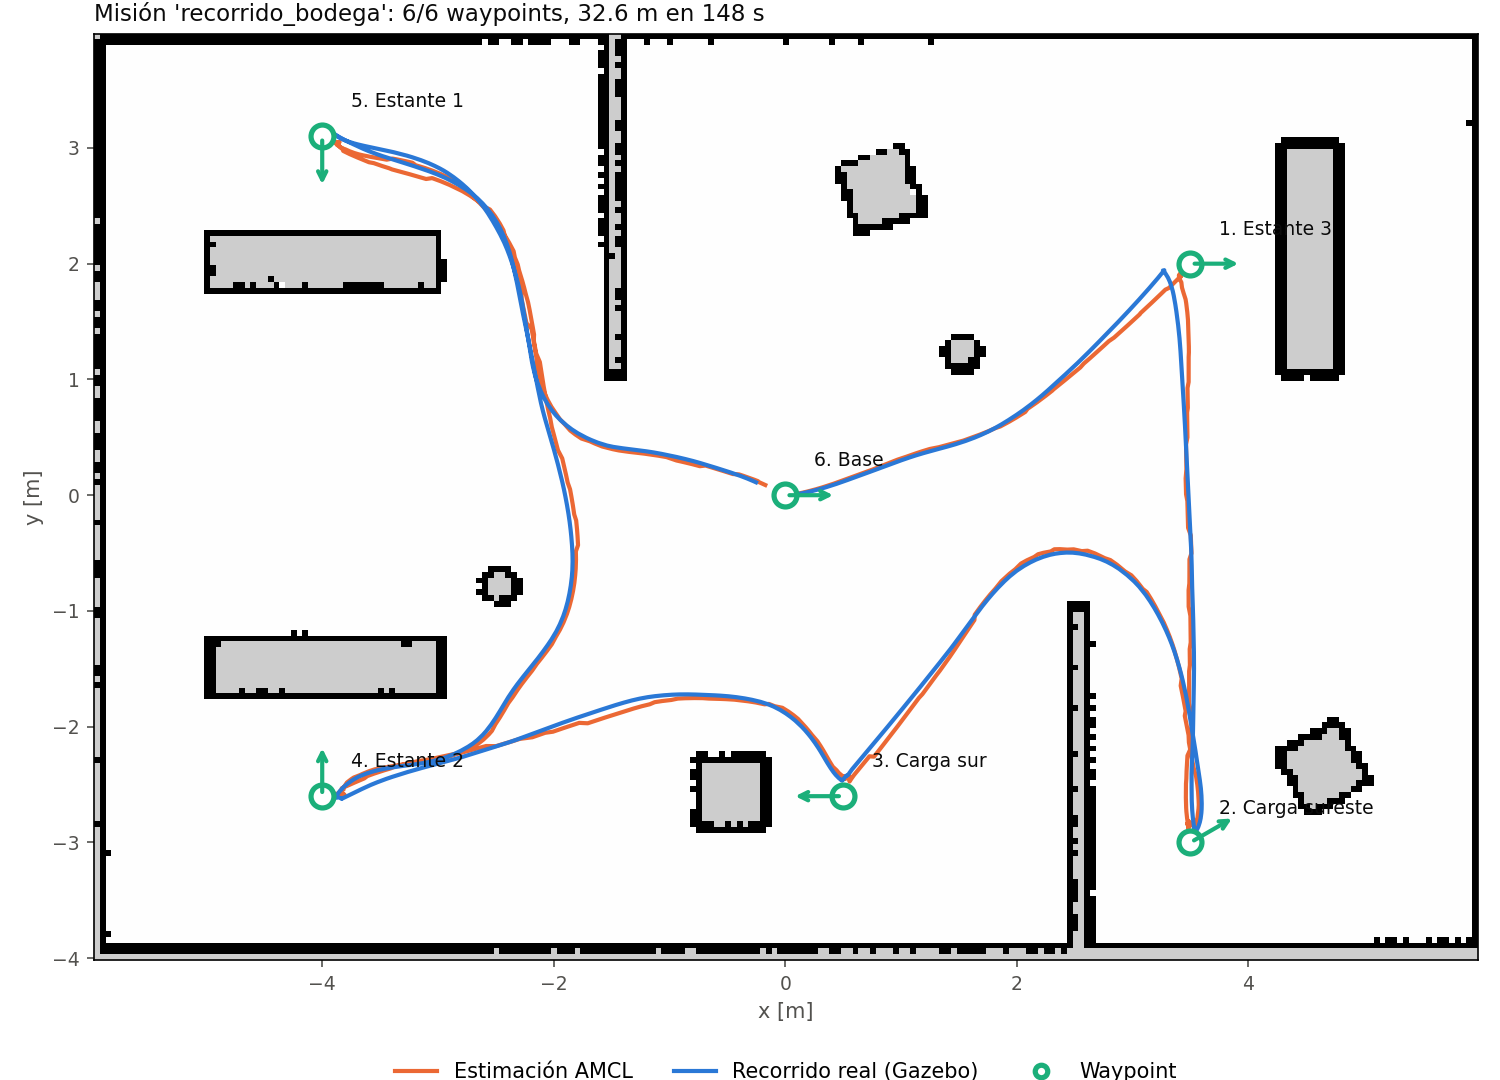 Misión 'recorrido_bodega': 6/6 waypoints, 32.6 m en 148 s
5. Estante 1
1. Estante 3
6. Base
4. Estante 2
3. Carga sur
2. Carga sureste
3
2
1
0
−1
−2
−3
−4
y [m]
−4
−2
0
2
4
x [m]
Estimación AMCL
Recorrido real (Gazebo)
Waypoint